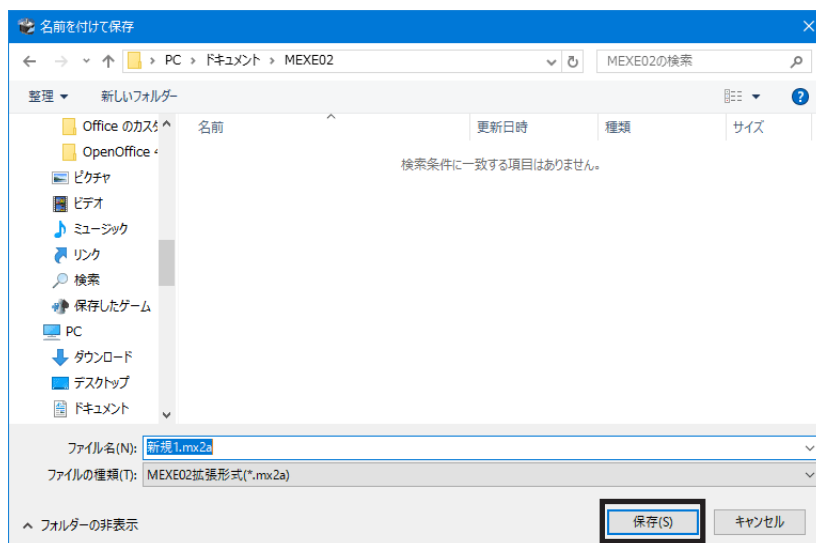 名前を付けて保存
PC › ドキュメント › MEXE02
MEXE02の検索
整理
新しいフォルダー
Office のカスタ
OpenOffice 4
ピクチャ
ビデオ
ミュージック
リンク
検索
保存したゲーム
PC
ダウンロード
デスクトップ
ドキュメント
名前 更新日時 種類 サイズ
検索条件に一致する項目はありません。
ファイル名(N): 新規1.mx2a
ファイルの種類(T): MEXE02拡張形式(*.mx2a)
フォルダーの非表示
保存(S)
キャンセル